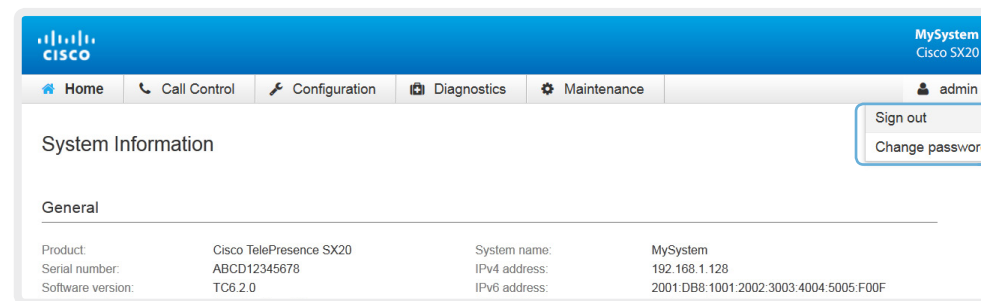 CISCO
MySystem
Cisco SX20
Home Call Control Configuration Diagnostics Maintenance admin
Sign out
Change passwor
System Information
General
Product: Cisco TelePresence SX20 System name: MySystem
Serial number: ABCD12345678 IPv4 address: 192.168.1.128
Software version: TC6.2.0 IPv6 address: 2001:DB8:1001:2002:3003:4004:5005:F00F